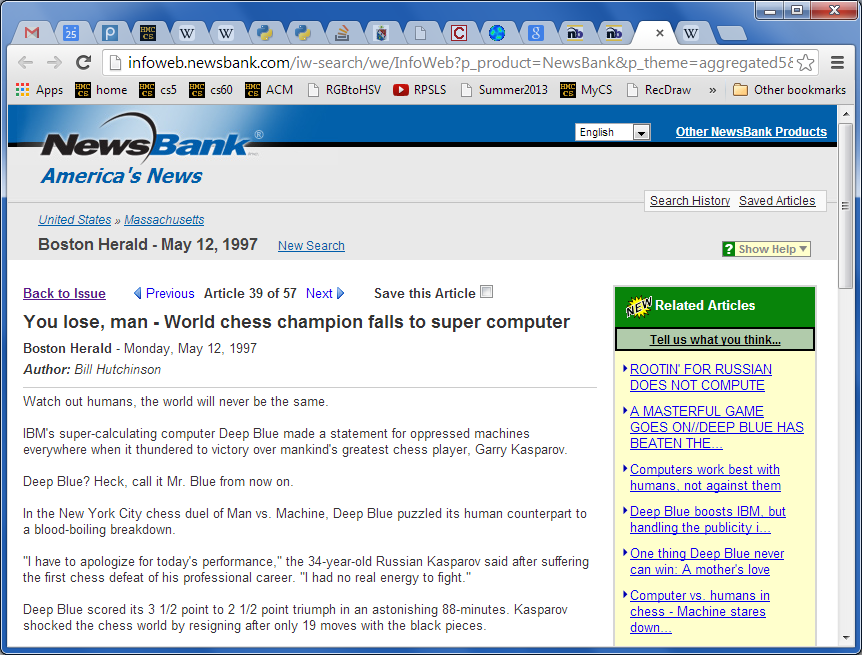 infoweb.newsbank.com/iw-search/we/InfoWeb?p_product=NewsBank&p_theme=aggregated5
Apps home cs5 cs60 ACM RGBtoHSV RPSLS Summer2013 MyCS RecDraw » Other bookmarks
NewsBank®
America's News
English
Other NewsBank Products
Search History Saved Articles
United States » Massachusetts
Boston Herald - May 12, 1997 New Search
? Show Help
Back to Issue Previous Article 39 of 57 Next Save this Article
You lose, man - World chess champion falls to super computer
Boston Herald - Monday, May 12, 1997
Author: Bill Hutchinson
Watch out humans, the world will never be the same.
IBM's super-calculating computer Deep Blue made a statement for oppressed machines
everywhere when it thundered to victory over mankind's greatest chess player, Garry Kasparov.
Deep Blue? Heck, call it Mr. Blue from now on.
In the New York City chess duel of Man vs. Machine, Deep Blue puzzled its human counterpart to
a blood-boiling breakdown.
"I have to apologize for today's performance," the 34-year-old Russian Kasparov said after suffering
the first chess defeat of his professional career. "I had no real energy to fight."
Deep Blue scored its 3 1/2 point to 2 1/2 point triumph in an astonishing 88-minutes. Kasparov
shocked the chess world by resigning after only 19 moves with the black pieces.
NEW Related Articles
Tell us what you think...
ROOTIN' FOR RUSSIAN
DOES NOT COMPUTE
A MASTERFUL GAME
GOES ON//DEEP BLUE HAS
BEATEN THE...
Computers work best with
humans, not against them
Deep Blue boosts IBM, but
handling the publicity i...
One thing Deep Blue never
can win: A mother's love
Computer vs. humans in
chess - Machine stares
down...